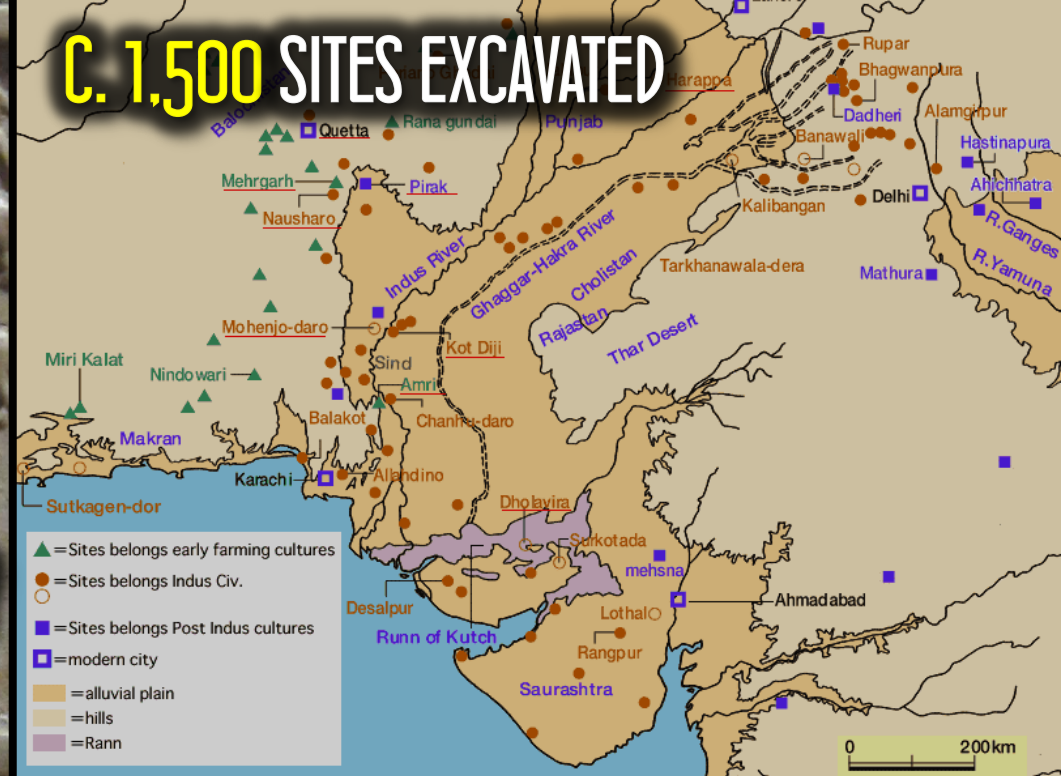 C. 1,500 SITES EXCAVATED
Harappa
Rupar
Bhagwanpura
Dadheri
Alamgirpur
Banawali
Hastinapura
Ahichhatra
Quetta
Rana gundai
Punjab
Mehrgarh
Pirak
Nausharo
Kalibangan
Delhi
R.Ganges
R.Yamuna
Indus River
Ghaggar-Hakra River
Cholistan
Tarkhanawala-dera
Mathura
Mohenjo-daro
Kot Diji
Rajastan
Thar Desert
Miri Kalat
Nindowari
Sind
Amri
Balakot
Chanhu-daro
Makran
Karachi
Allandino
Sutkagen-dor
Dholavira
Surkotada
mehsna
Desalpur
Runn of Kutch
Lothal
Ahmadabad
Rangpur
Saurashtra
=Sites belongs early farming cultures
=Sites belongs Indus Civ.
=Sites belongs Post Indus cultures
=modern city
=alluvial plain
=hills
=Rann
0 200km